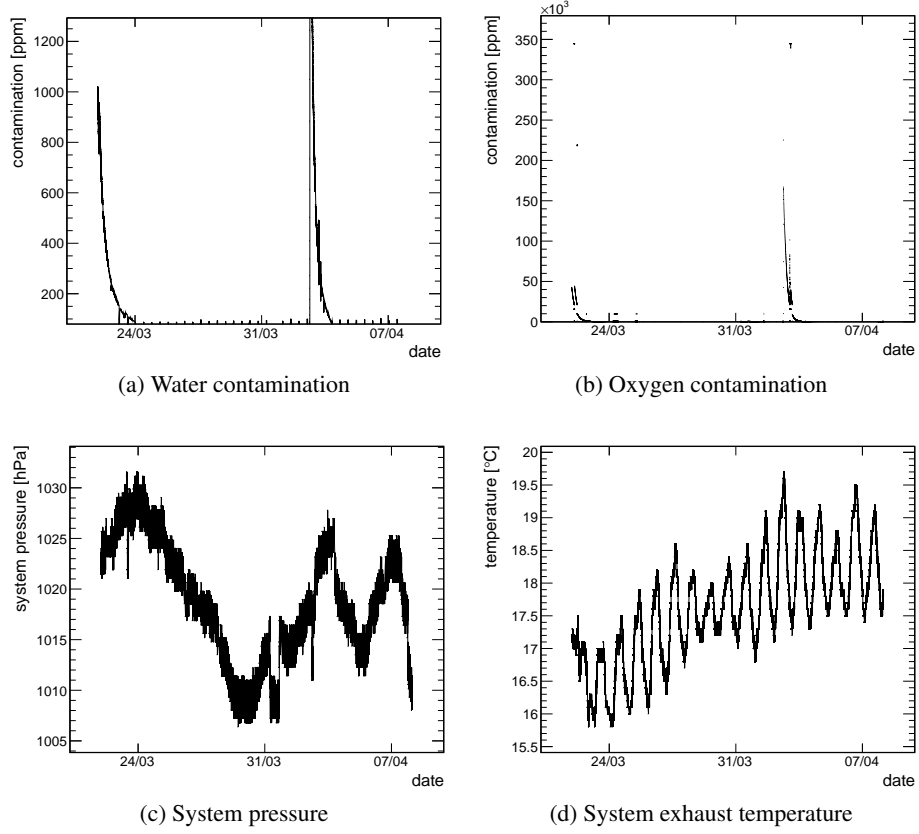 contamination [ppm]
1200
1000
800
600
400
200
24/03 31/03 07/04
date
(a) Water contamination
×10³
contamination [ppm]
350
300
250
200
150
100
50
0
24/03 31/03 07/04
date
(b) Oxygen contamination
system pressure [hPa]
1030
1025
1020
1015
1010
1005
24/03 31/03 07/04
date
(c) System pressure
temperature [°C]
20
19.5
19
18.5
18
17.5
17
16.5
16
15.5
24/03 31/03 07/04
date
(d) System exhaust temperature